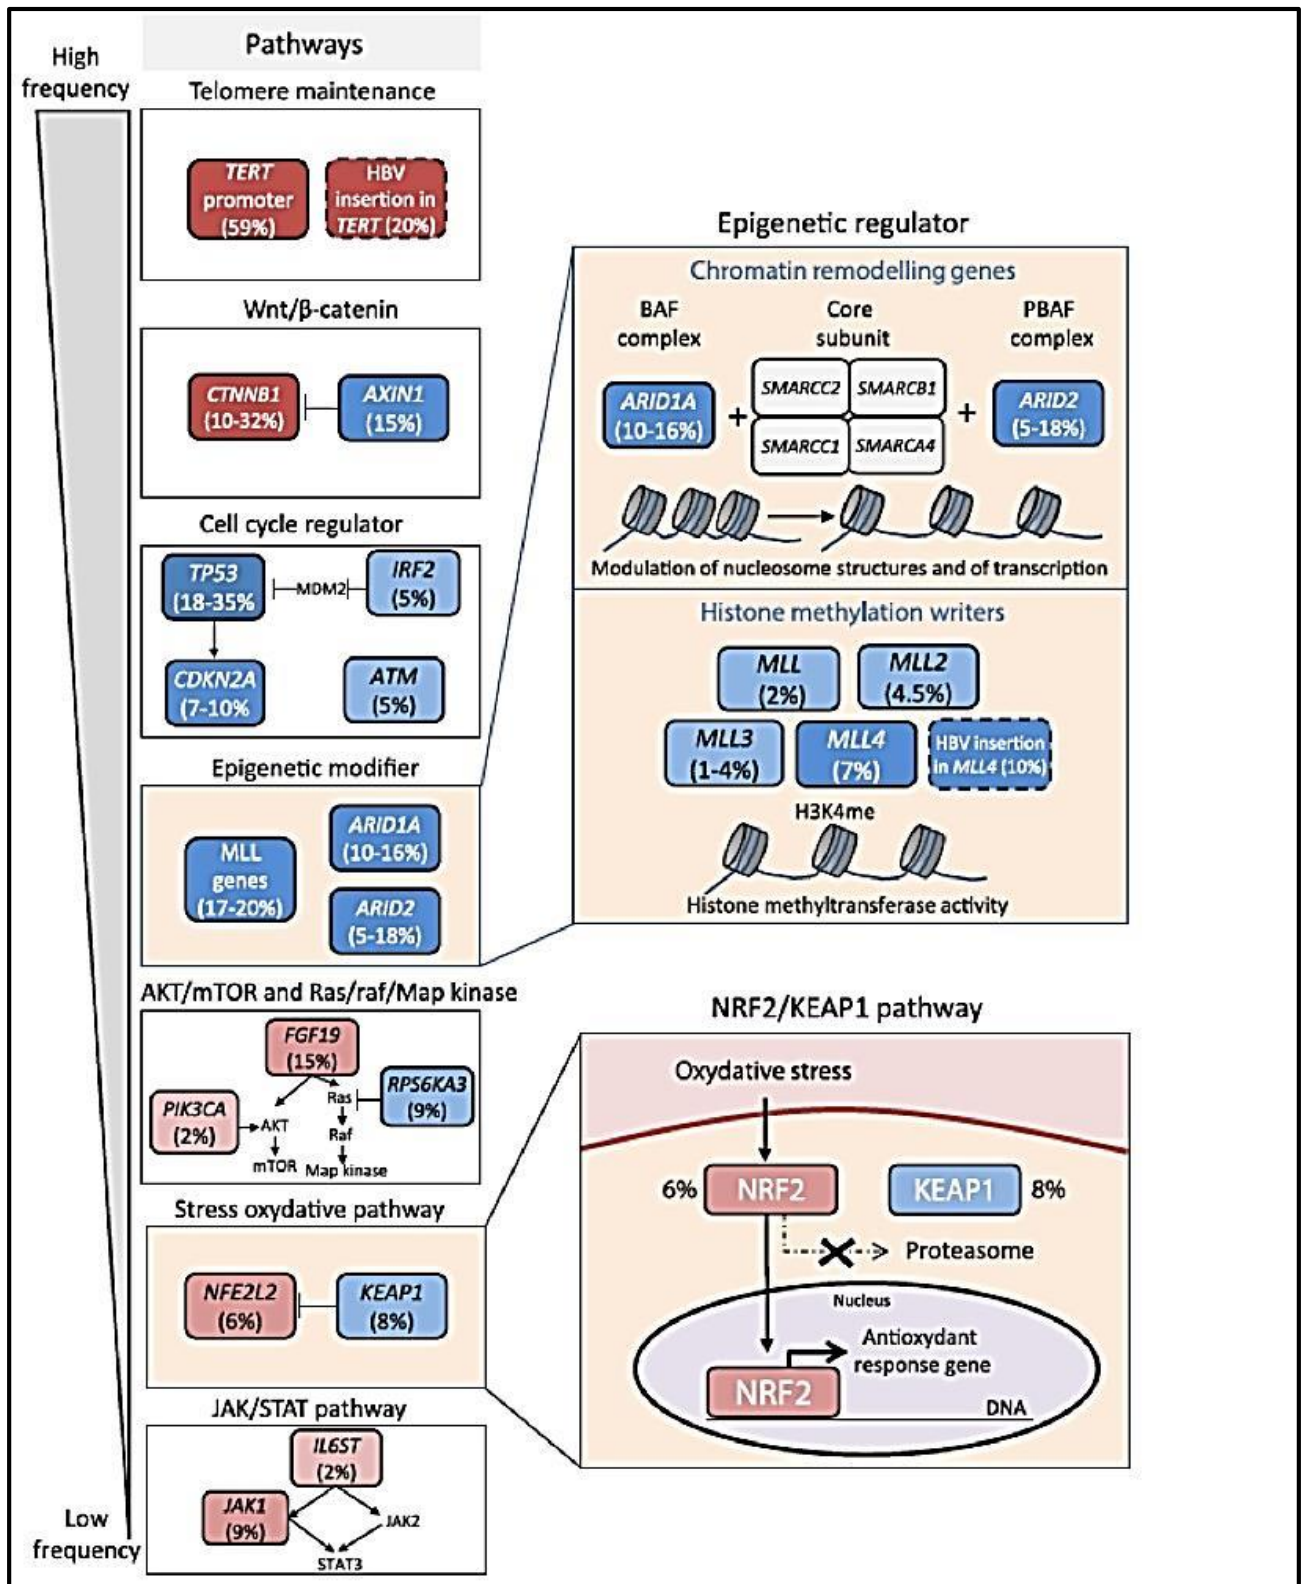 Pathways
High
frequency
Telomere maintenance
TERT
promoter
(59%)
HBV
insertion in
TERT (20%)
Wnt/β-catenin
CTNNB1
(10-32%)
AXIN1
(15%)
Cell cycle regulator
TP53
(18-35%
MDM2
IRF2
(5%)
CDKN2A
(7-10%
ATM
(5%)
Epigenetic modifier
MLL
genes
(17-20%)
ARID1A
(10-16%)
ARID2
(5-18%)
AKT/mTOR and Ras/raf/Map kinase
FGF19
(15%)
PIK3CA
(2%)
RPS6KA3
(9%)
AKT
mTOR
Ras
Raf
Map kinase
Stress oxydative pathway
NFE2L2
(6%)
KEAP1
(8%)
JAK/STAT pathway
IL6ST
(2%)
JAK1
(9%)
JAK2
STAT3
Low
frequency
Epigenetic regulator
Chromatin remodelling genes
BAF
complex
Core
subunit
PBAF
complex
ARID1A
(10-16%)
+
SMARCC2
SMARCB1
SMARCC1
SMARCA4
+
ARID2
(5-18%)
Modulation of nucleosome structures and of transcription
Histone methylation writers
MLL
(2%)
MLL2
(4.5%)
MLL3
(1-4%)
MLL4
(7%)
HBV insertion
in MLL4 (10%)
H3K4me
Histone methyltransferase activity
NRF2/KEAP1 pathway
Oxydative stress
6%
NRF2
KEAP1
8%
Proteasome
Nucleus
Antioxydant
response gene
NRF2
DNA